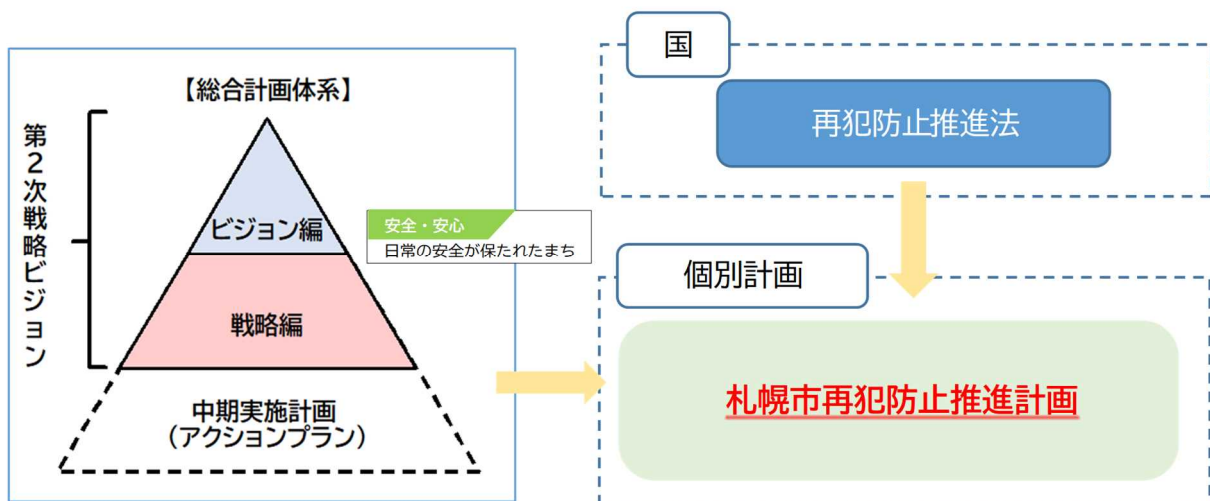 【総合計画体系】
第2次戦略ビジョン
ビジョン編
安全・安心
日常の安全が保たれたまち
戦略編
中期実施計画
（アクションプラン）
国
再犯防止推進法
個別計画
札幌市再犯防止推進計画